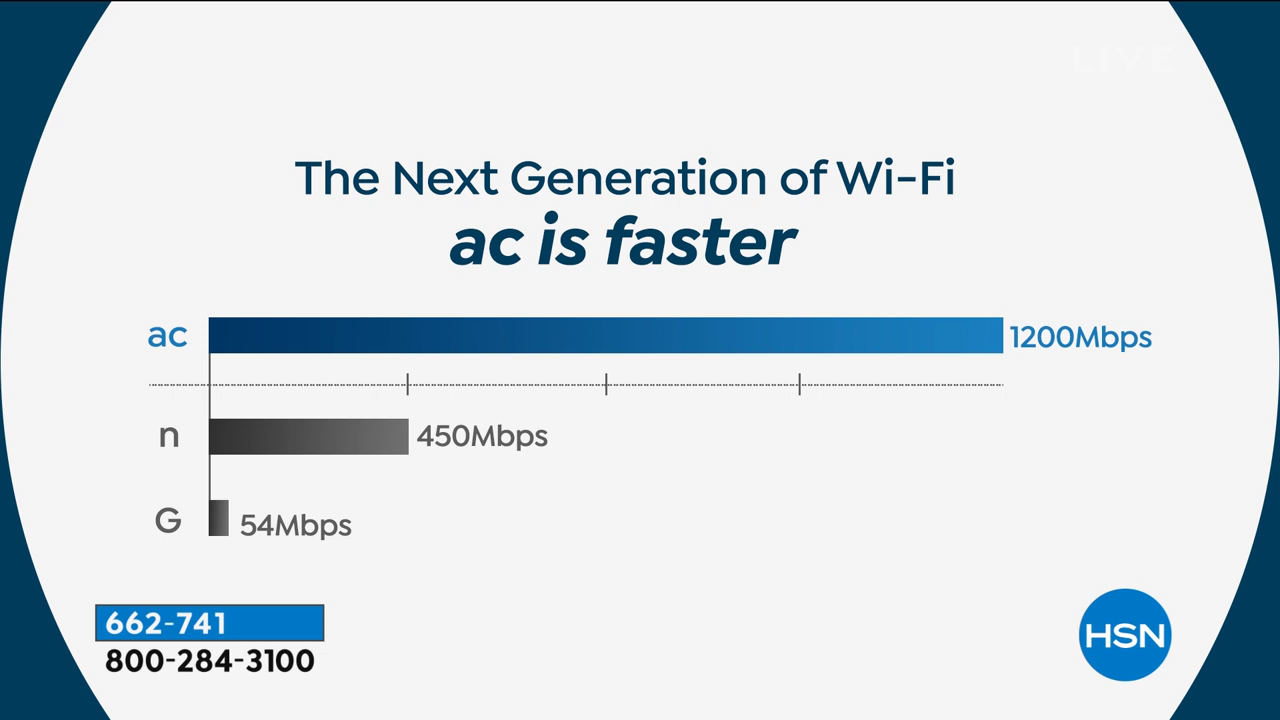 LIVE
The Next Generation of Wi-Fi
ac is faster
ac 1200Mbps
n 450Mbps
G 54Mbps
662-741
800-284-3100
HSN